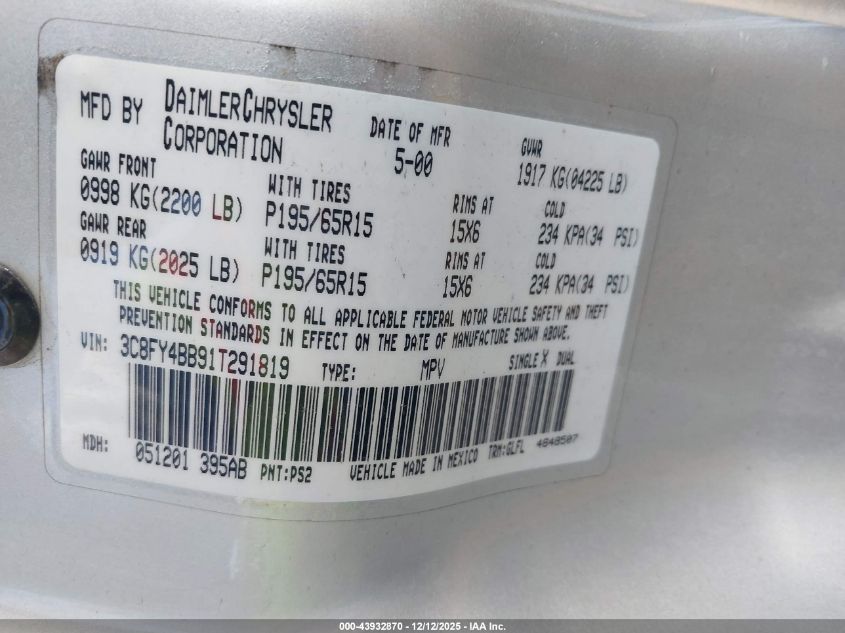 MFD BY DAIMLERCHRYSLER CORPORATION
DATE OF MFR 5-00
GVWR 1917 KG(04225 LB)
GAWR FRONT WITH TIRES RIMS AT COLD
0998 KG(2200 LB) P195/65R15 15X6 234 KPA(34 PSI)
GAWR REAR WITH TIRES RIMS AT COLD
0919 KG(2025 LB) P195/65R15 15X6 234 KPA(34 PSI)
THIS VEHICLE CONFORMS TO ALL APPLICABLE FEDERAL MOTOR VEHICLE SAFETY AND THEFT
PREVENTION STANDARDS IN EFFECT ON THE DATE OF MANUFACTURE SHOWN ABOVE.
VIN: 3C8FY4BB91T291819 TYPE: MPV SINGLE X DUAL
MDH: 051201 395AB PNT:PS2 VEHICLE MADE IN MEXICO TRM:GLFL 4848507
000-43932870 - 12/12/2025 - IAA Inc.